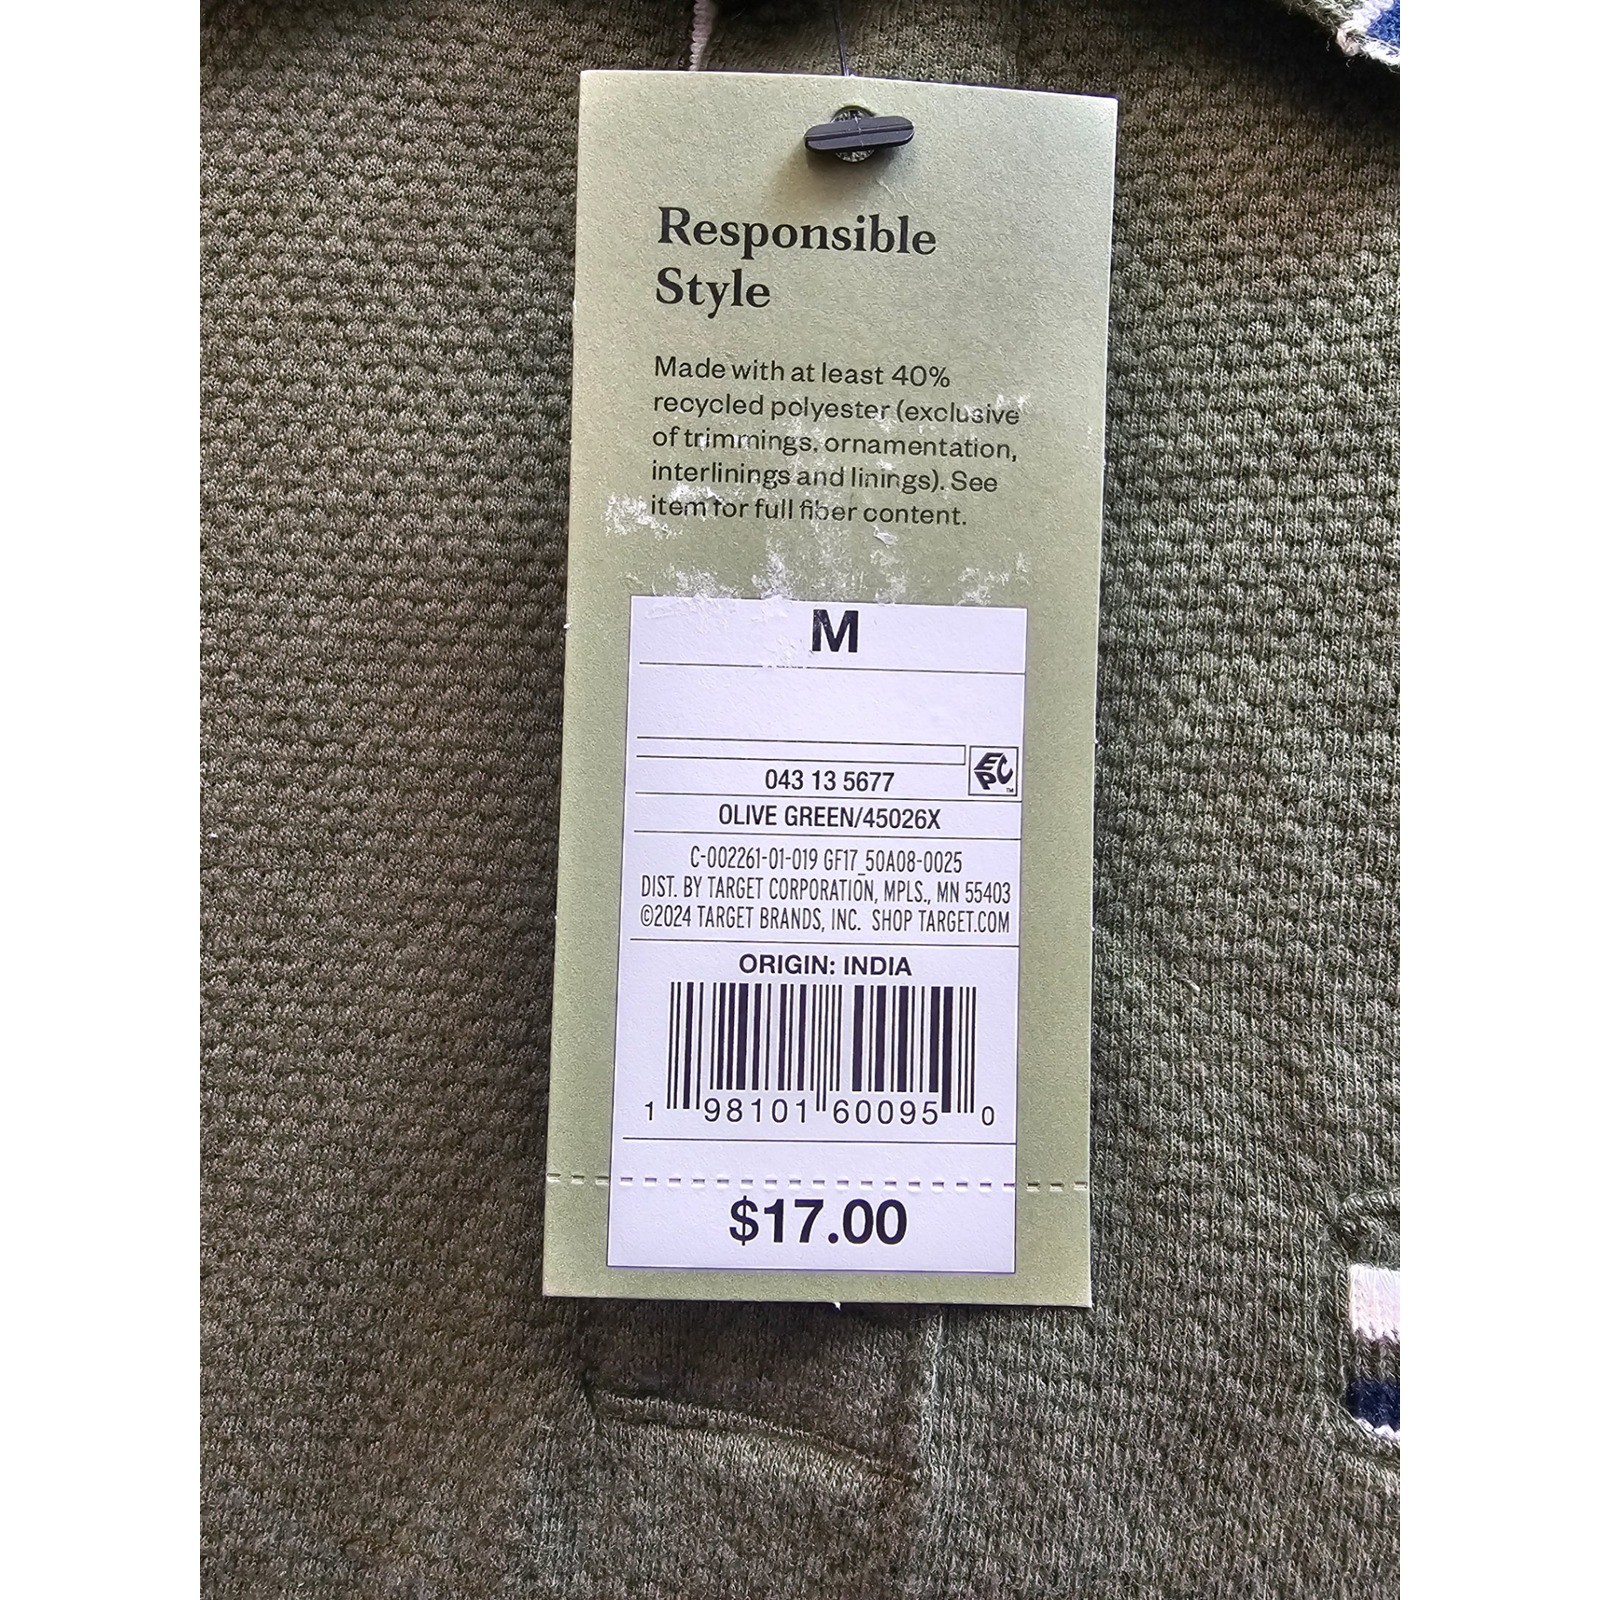 Responsible
Style
Made with at least 40%
recycled polyester (exclusive
of trimmings, ornamentation,
interlinings and linings). See
item for full fiber content.
M
EPC™
043 13 5677
OLIVE GREEN/45026X
C-002261-01-019 GF17_50A08-0025
DIST. BY TARGET CORPORATION, MPLS., MN 55403
©2024 TARGET BRANDS, INC. SHOP TARGET.COM
ORIGIN: INDIA
1 98101 60095 0
$17.00